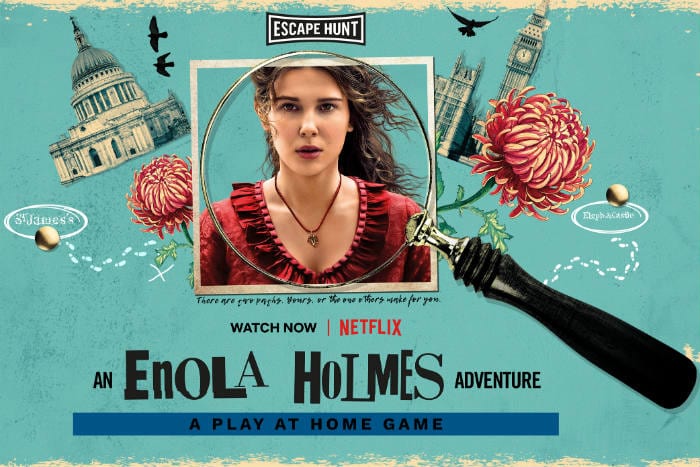 ESCAPE HUNT
St James's
Eleph&Castle
There are two paths. Yours, or the one others make for you.
WATCH NOW | NETFLIX
AN ENOLA HOLMES ADVENTURE
A PLAY AT HOME GAME